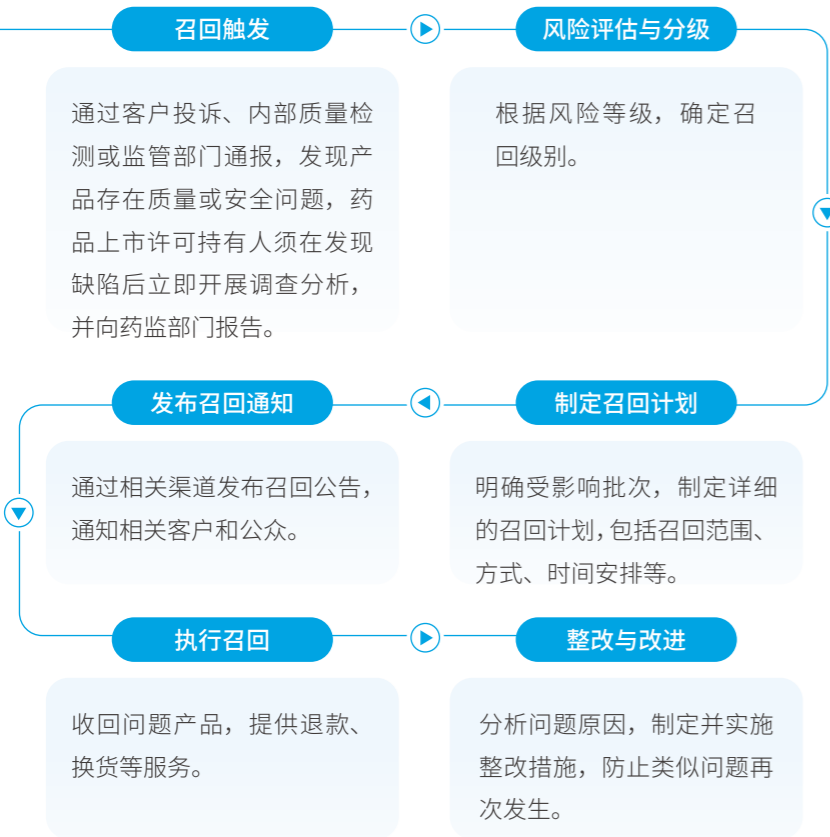 召回触发
通过客户投诉、内部质量检
测或监管部门通报，发现产
品存在质量或安全问题，药
品上市许可持有人须在发现
缺陷后立即开展调查分析，
并向药监部门报告。
风险评估与分级
根据风险等级，确定召
回级别。
制定召回计划
明确受影响批次，制定详细
的召回计划，包括召回范围、
方式、时间安排等。
发布召回通知
通过相关渠道发布召回公告，
通知相关客户和公众。
执行召回
收回问题产品，提供退款、
换货等服务。
整改与改进
分析问题原因，制定并实施
整改措施，防止类似问题再
次发生。